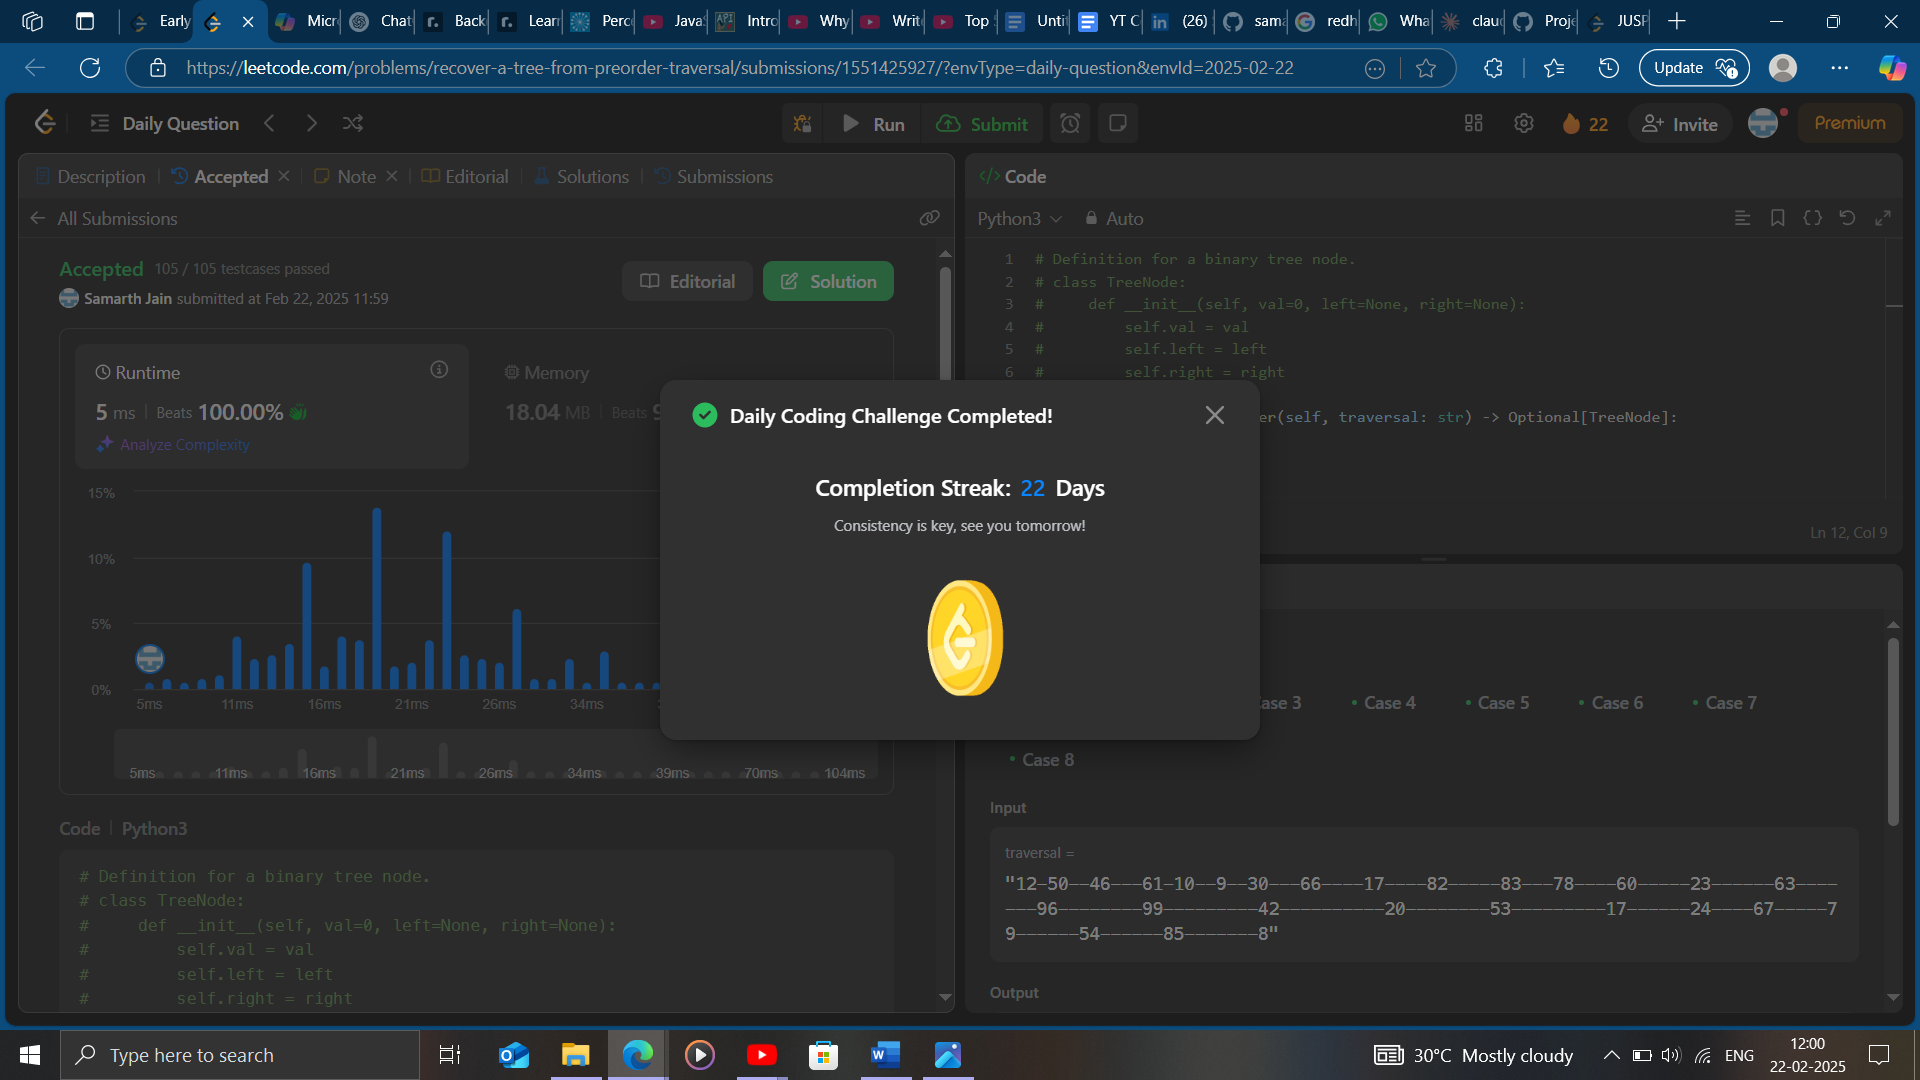 Early
Micr
Chat
Back
Learn
Perc
Java
Intro
Why
Write
Top
Unti
YT C
(26)
sama
redh
Wha
clau
Proje
JUSP
https://leetcode.com/problems/recover-a-tree-from-preorder-traversal/submissions/1551425927/?envType=daily-question&envId=2025-02-22
Update
Daily Question
Run
Submit
22
Invite
Premium
Description
Accepted
Note
Editorial
Solutions
Submissions
All Submissions
Accepted 105 / 105 testcases passed
Samarth Jain submitted at Feb 22, 2025 11:59
Editorial
Solution
Runtime
5 ms | Beats 100.00%
Analyze Complexity
Memory
18.04 MB | Beats 9
15%
10%
5%
0%
5ms 11ms 16ms 21ms 26ms 34ms
5ms 11ms 16ms 21ms 26ms 34ms 39ms 70ms 104ms
Code | Python3
# Definition for a binary tree node.
# class TreeNode:
#     def __init__(self, val=0, left=None, right=None):
#         self.val = val
#         self.left = left
#         self.right = right
Daily Coding Challenge Completed!
Completion Streak: 22 Days
Consistency is key, see you tomorrow!
</> Code
Python3
Auto
1 # Definition for a binary tree node.
2 # class TreeNode:
3 #     def __init__(self, val=0, left=None, right=None):
4 #         self.val = val
5 #         self.left = left
6 #         self.right = right
er(self, traversal: str) -> Optional[TreeNode]:
Ln 12, Col 9
ase 3
Case 4
Case 5
Case 6
Case 7
Case 8
Input
traversal =
"12-50--46---61-10--9--30---66----17----82-----83---78----60-----23------63----
---96--------99---------42----------20--------53---------17------24----67-----7
9------54------85-------8"
Output
Type here to search
30°C Mostly cloudy
ENG
12:00
22-02-2025